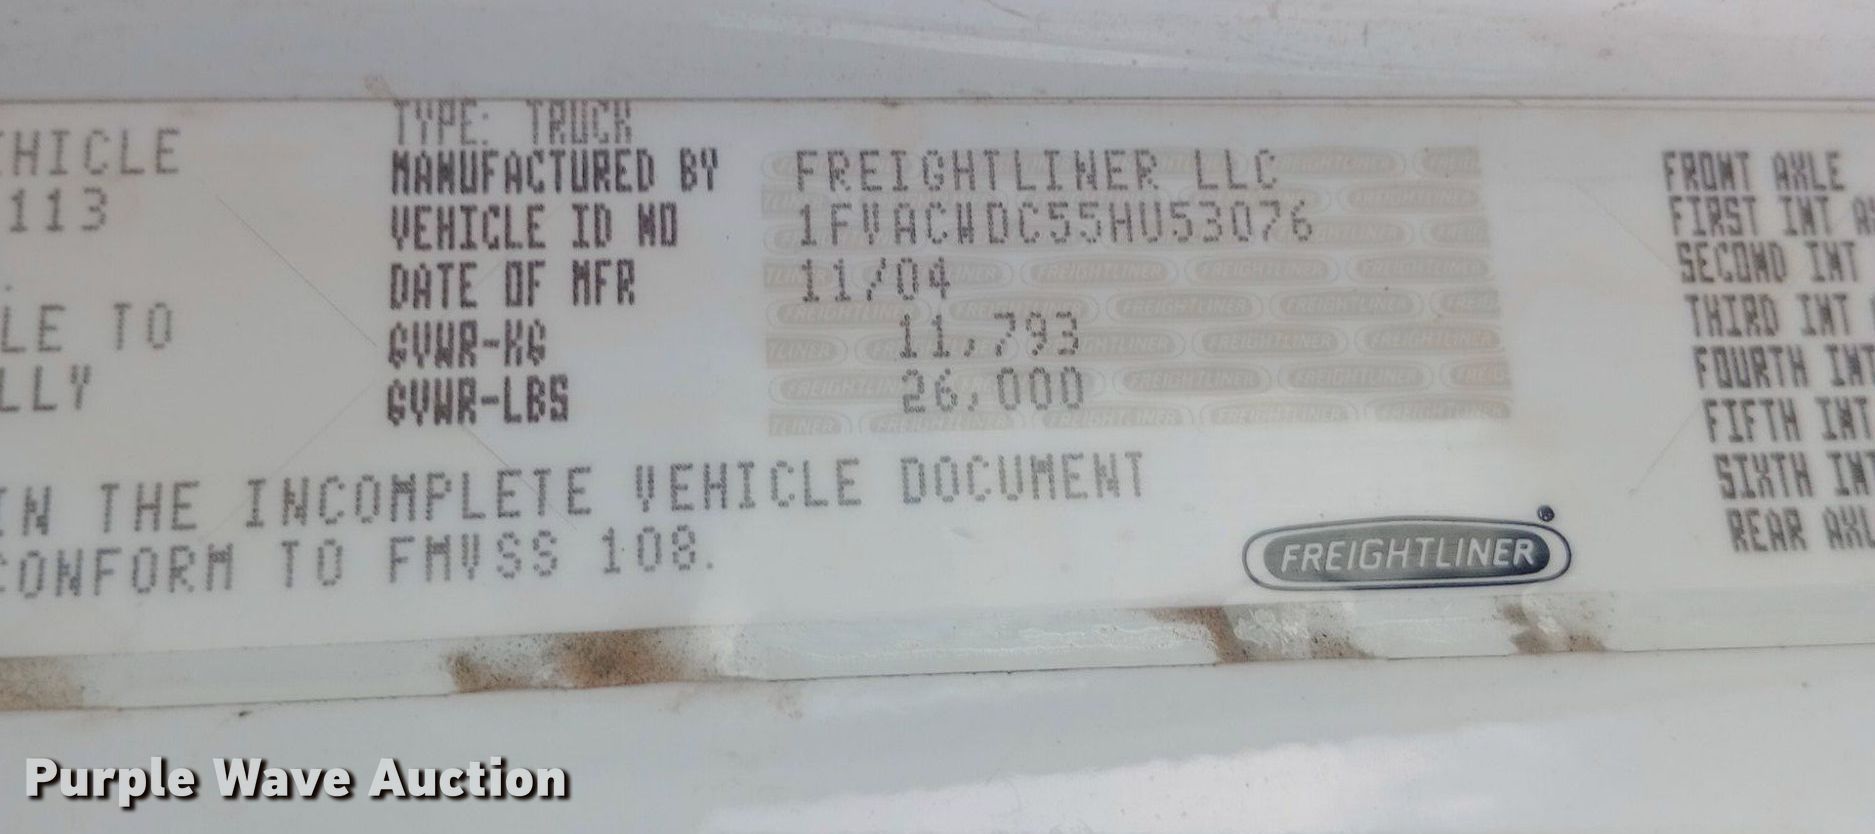 TYPE: TRUCK
EHICLE
MANUFACTURED BY FREIGHTLINER LLC
FRONT AXLE
113
VEHICLE ID NO 1FVACWDC55HU53076
FIRST INT A
DATE OF MFR 11/04
SECOND INT
LE TO
GVWR-KG 11,793
THIRD INT
LLY
GVWR-LBS 26,000
FOURTH INT
FIFTH INT
IN THE INCOMPLETE VEHICLE DOCUMENT
SIXTH INT
CONFORM TO FMVSS 108.
FREIGHTLINER®
REAR AXL
Purple Wave Auction